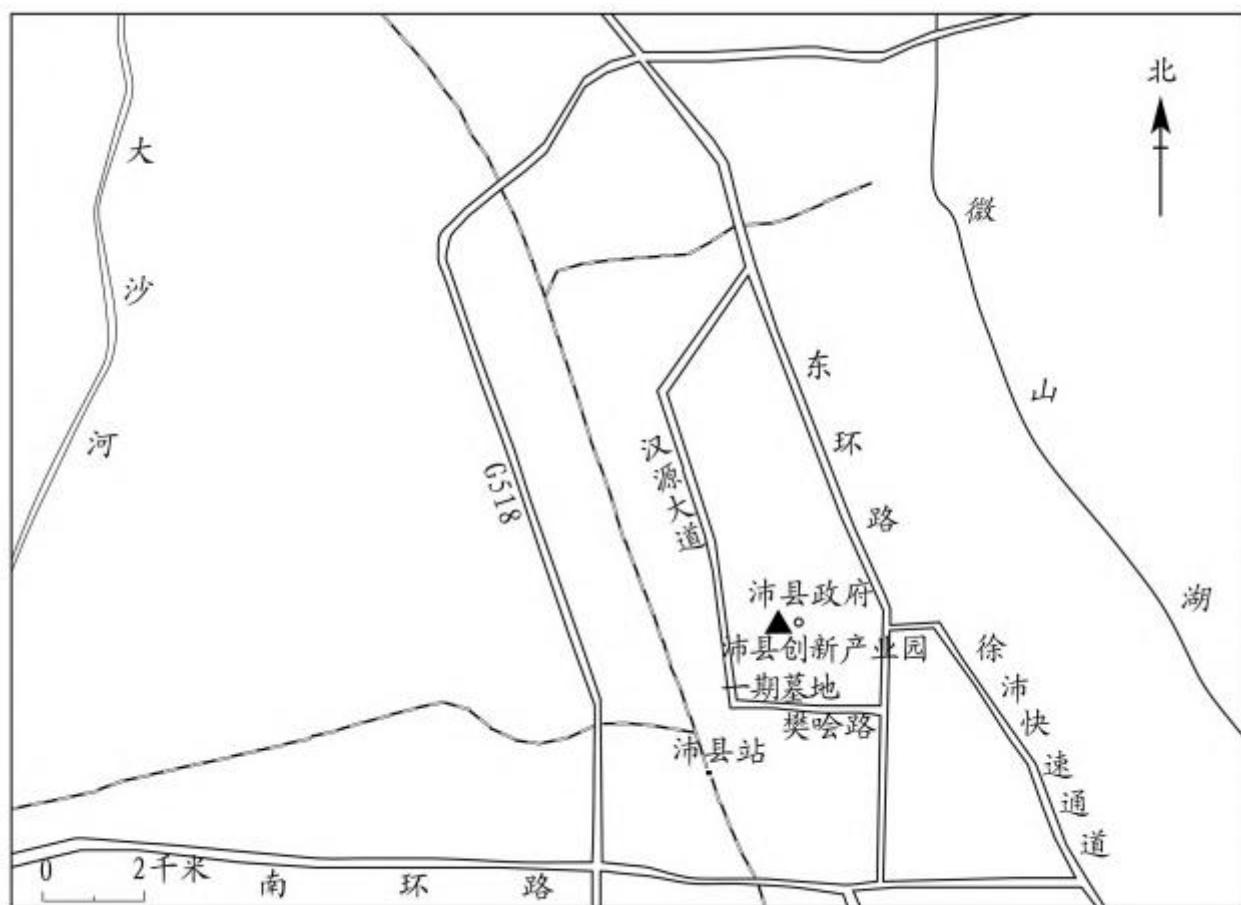 北
大沙河
微山湖
东环路
汉源大道
G518
沛县政府
沛县创新产业园
一期墓地
徐沛快速通道
樊哙路
沛县站
0 2千米
南环路